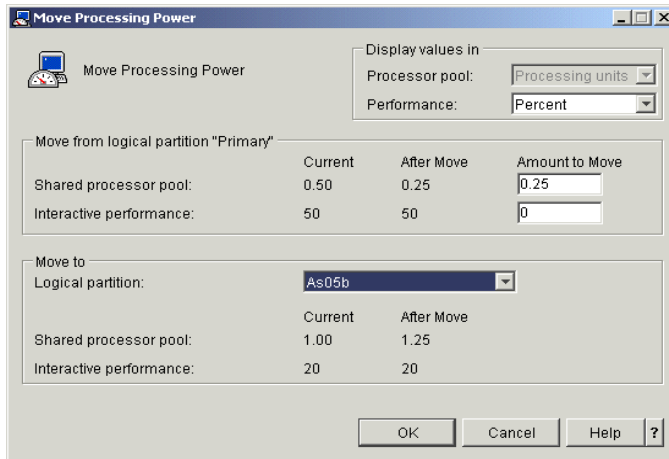 Move Processing Power
Move Processing Power
Display values in
Processor pool: Processing units
Performance: Percent
Move from logical partition "Primary"
Current After Move Amount to Move
Shared processor pool: 0.50 0.25 0.25
Interactive performance: 50 50 0
Move to
Logical partition: As05b
Current After Move
Shared processor pool: 1.00 1.25
Interactive performance: 20 20
OK Cancel Help ?